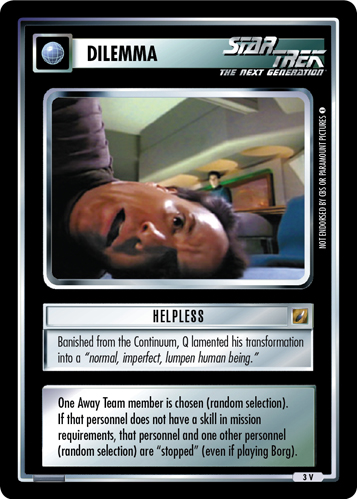 DILEMMA
STAR TREK
THE NEXT GENERATION
NOT ENDORSED BY CBS OR PARAMOUNT PICTURES
HELPLESS
Banished from the Continuum, Q lamented his transformation
into a "normal, imperfect, lumpen human being."
One Away Team member is chosen (random selection).
If that personnel does not have a skill in mission
requirements, that personnel and one other personnel
(random selection) are "stopped" (even if playing Borg).
3 V